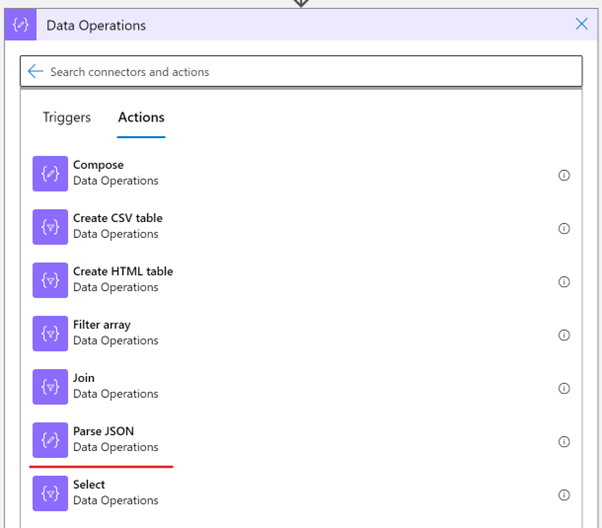 Data Operations
Search connectors and actions
Triggers Actions
Compose
Data Operations
Create CSV table
Data Operations
Create HTML table
Data Operations
Filter array
Data Operations
Join
Data Operations
Parse JSON
Data Operations
Select
Data Operations